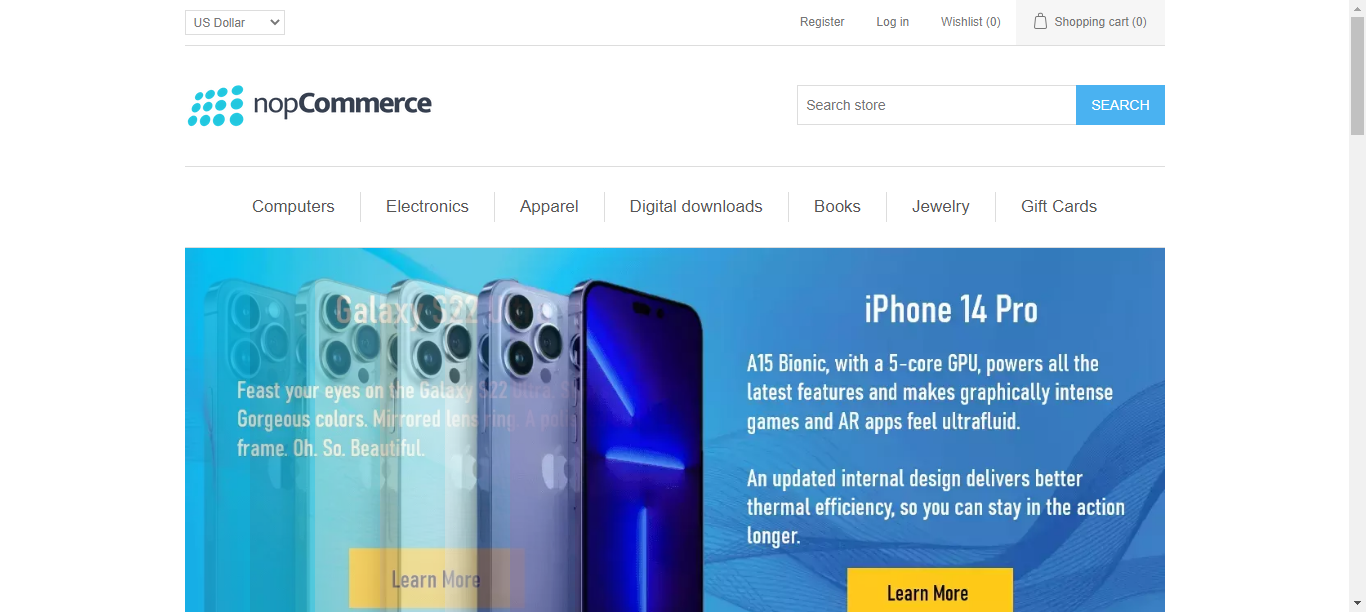 US Dollar
Register
Log in
Wishlist (0)
Shopping cart (0)
nopCommerce
Search store
SEARCH
Computers
Electronics
Apparel
Digital downloads
Books
Jewelry
Gift Cards
Galaxy S22
Feast your eyes on the Galaxy S22 Ultra.
Gorgeous colors. Mirrored lens ring. A
frame. Oh. So. Beautiful.
Learn More
iPhone 14 Pro
A15 Bionic, with a 5-core GPU, powers all the
latest features and makes graphically intense
games and AR apps feel ultrafluid.
An updated internal design delivers better
thermal efficiency, so you can stay in the action
longer.
Learn More